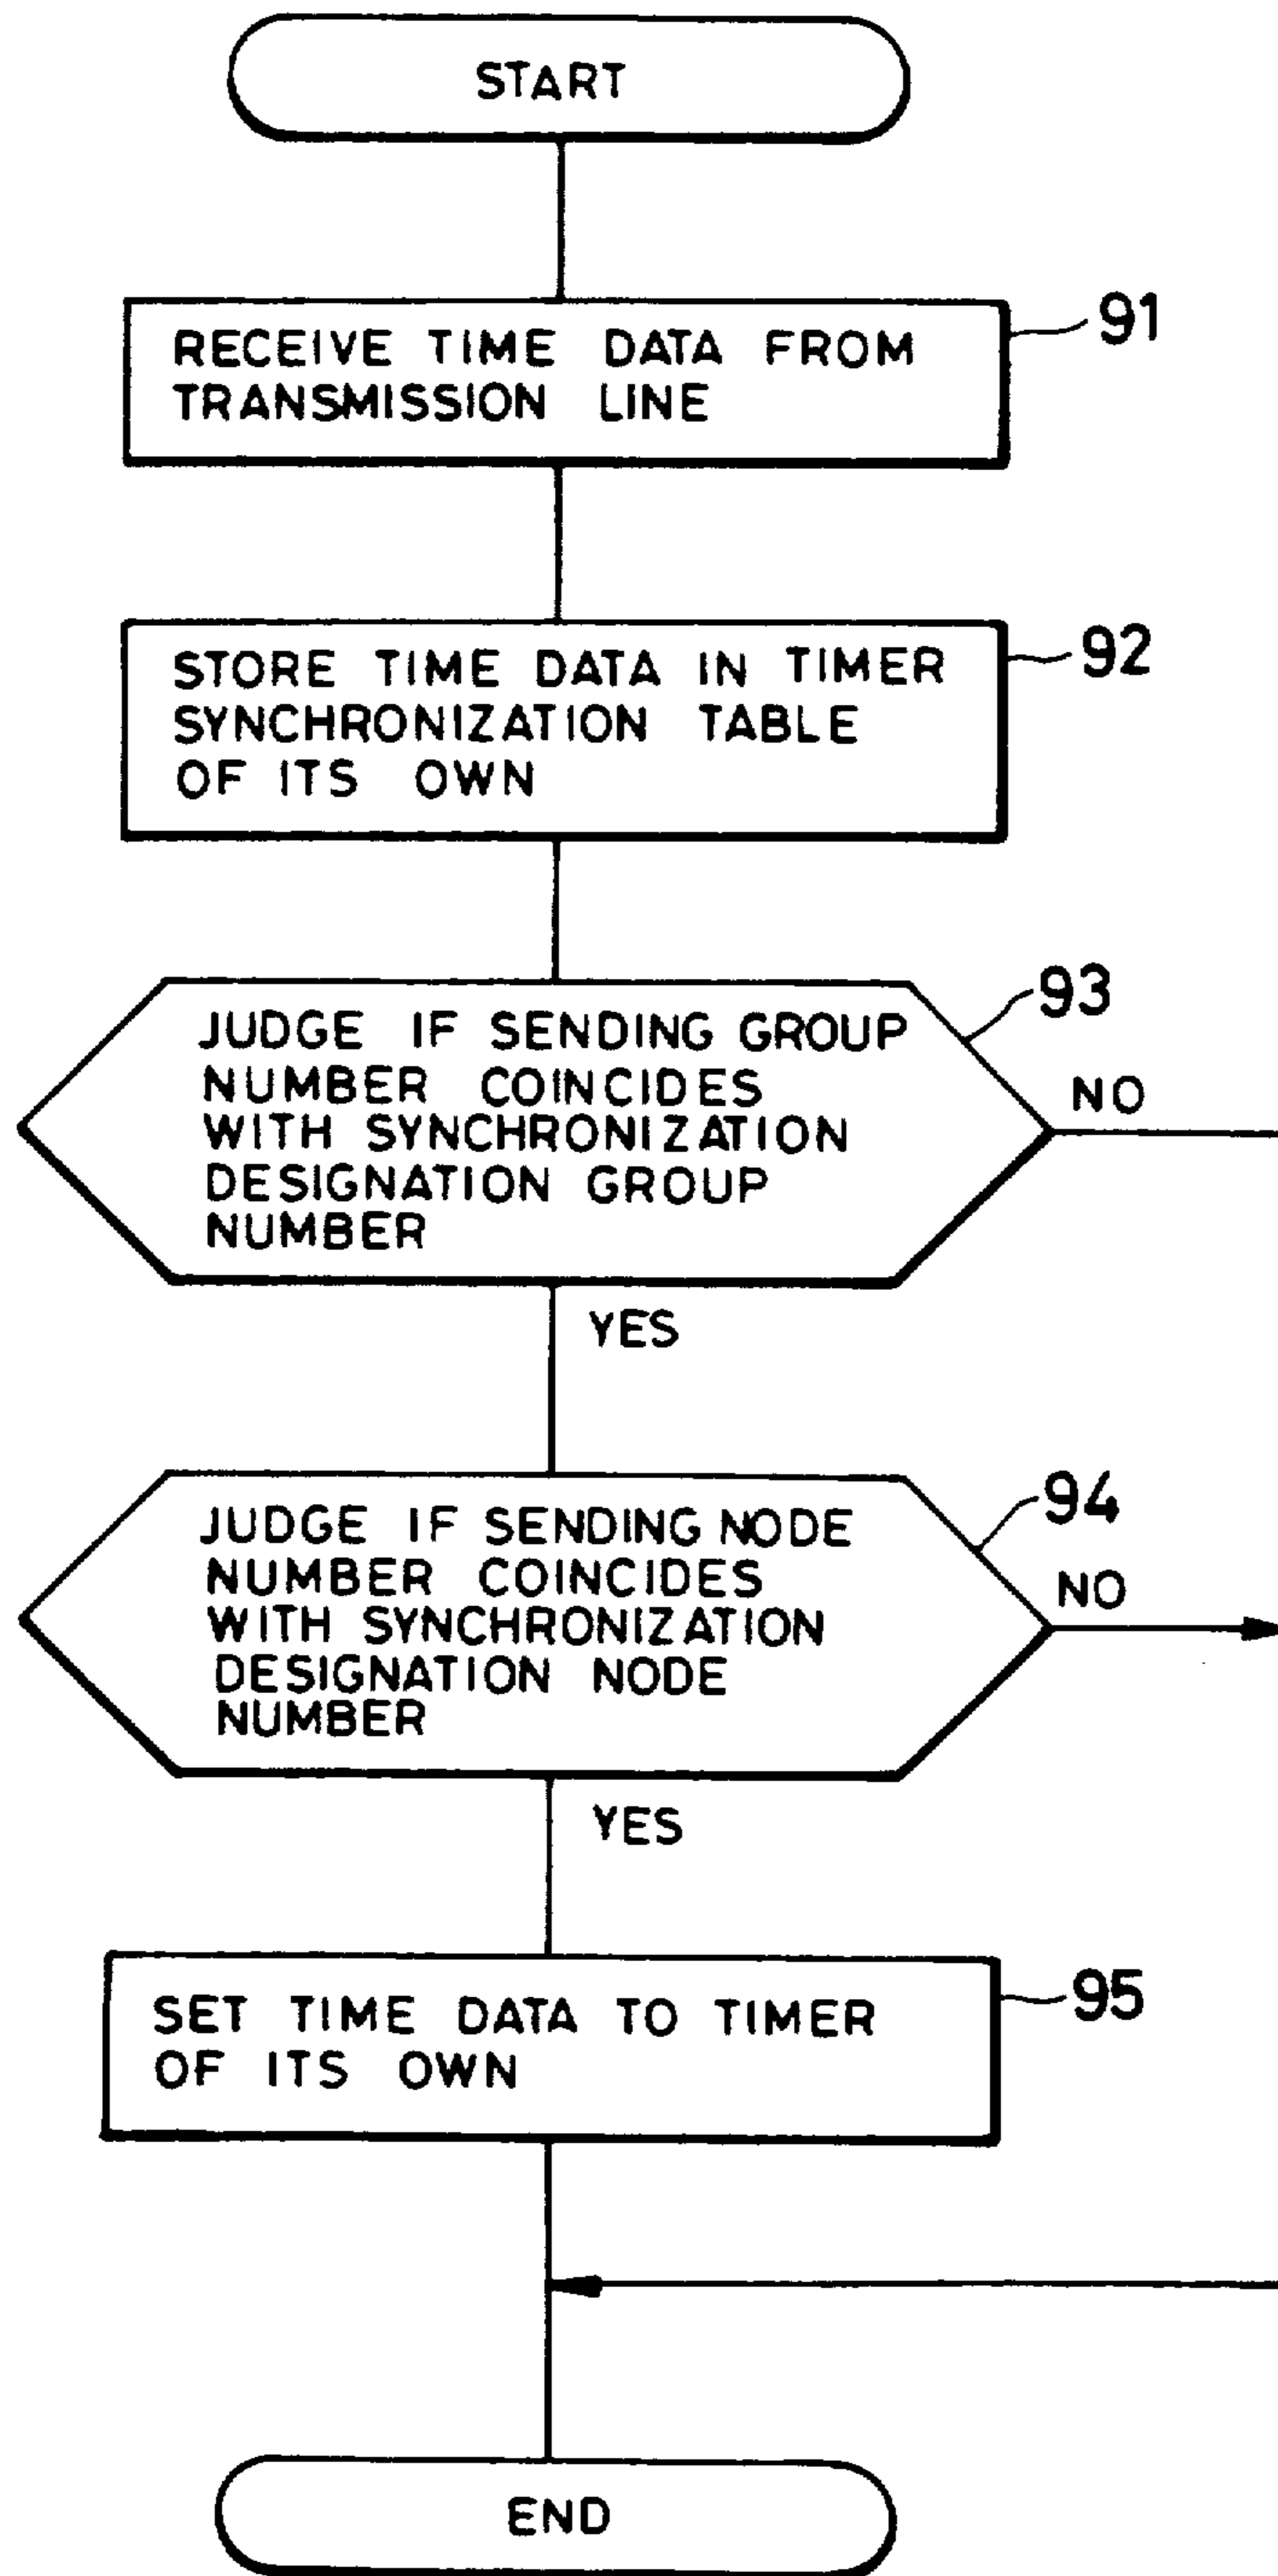 START
91
RECEIVE TIME DATA FROM
TRANSMISSION LINE
92
STORE TIME DATA IN TIMER
SYNCHRONIZATION TABLE
OF ITS OWN
93
JUDGE IF SENDING GROUP
NUMBER COINCIDES
WITH SYNCHRONIZATION
DESIGNATION GROUP
NUMBER
NO
YES
94
JUDGE IF SENDING NODE
NUMBER COINCIDES
WITH SYNCHRONIZATION
DESIGNATION NODE
NUMBER
NO
YES
95
SET TIME DATA TO TIMER
OF ITS OWN
END